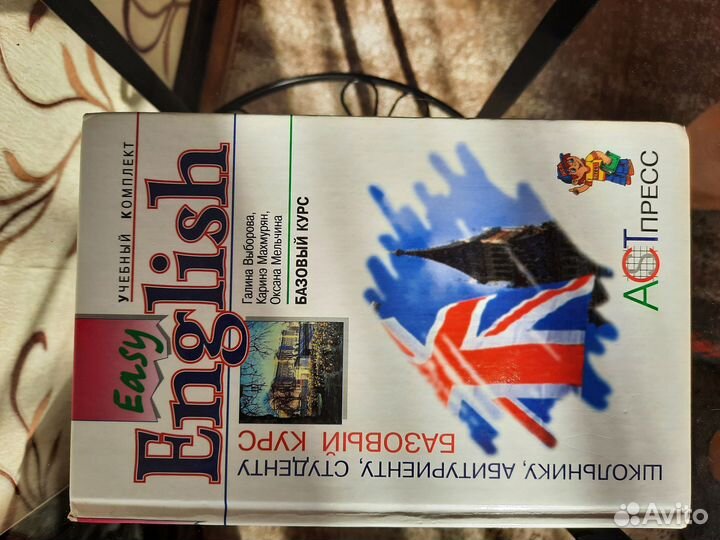 УЧЕБНЫЙ КОМПЛЕКТ
Easy
English
Галина Выборова,
Каринэ Махмурян,
Оксана Мельчина
БАЗОВЫЙ КУРС
ШКОЛЬНИКУ, АБИТУРИЕНТУ, СТУДЕНТУ
БАЗОВЫЙ КУРС
АСТ ПРЕСС
Avito